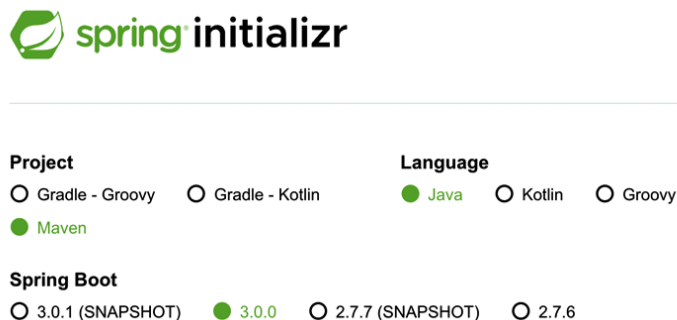 spring initializr
Project
Gradle - Groovy Gradle - Kotlin
Maven
Language
Java Kotlin Groovy
Spring Boot
3.0.1 (SNAPSHOT) 3.0.0 2.7.7 (SNAPSHOT) 2.7.6